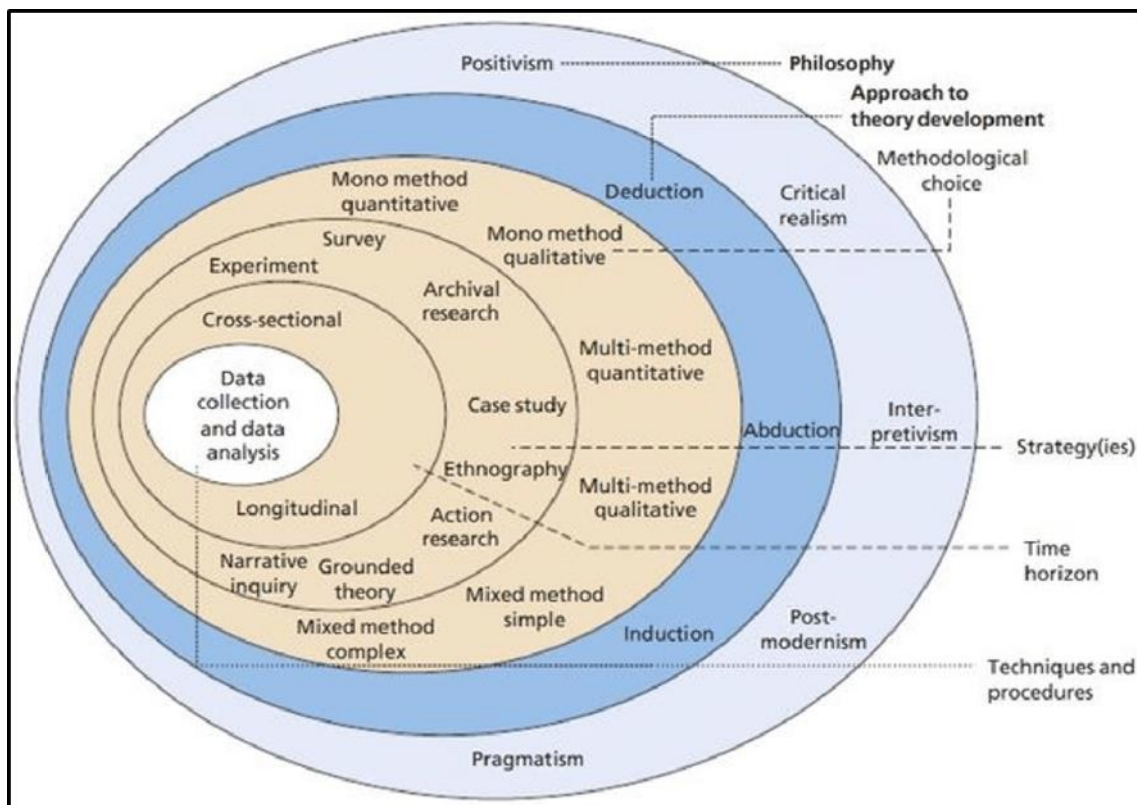 Positivism
Philosophy
Approach to
theory development
Methodological
choice
Deduction
Critical
realism
Mono method
quantitative
Mono method
qualitative
Survey
Experiment
Archival
research
Cross-sectional
Multi-method
quantitative
Data
collection
and data
analysis
Case study
Abduction
Inter-
pretivism
Strategy(ies)
Ethnography
Multi-method
qualitative
Longitudinal
Action
research
Time
horizon
Narrative
inquiry
Grounded
theory
Mixed method
simple
Mixed method
complex
Induction
Post-
modernism
Techniques and
procedures
Pragmatism